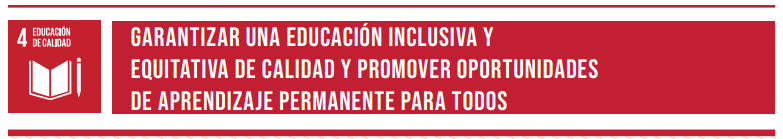 4 EDUCACIÓN
DE CALIDAD
GARANTIZAR UNA EDUCACIÓN INCLUSIVA Y
EQUITATIVA DE CALIDAD Y PROMOVER OPORTUNIDADES
DE APRENDIZAJE PERMANENTE PARA TODOS